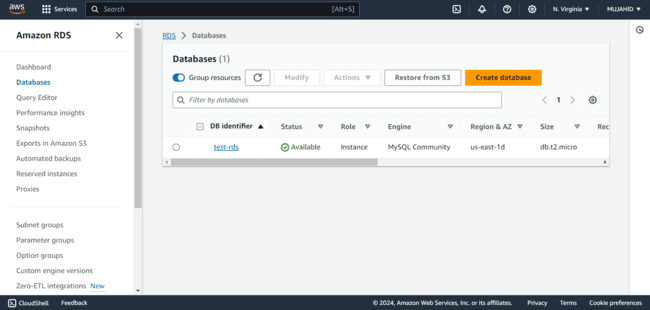 aws
Services
Search
[Alt+S]
N. Virginia
MUJAHID
Amazon RDS
Dashboard
Databases
Query Editor
Performance insights
Snapshots
Exports in Amazon S3
Automated backups
Reserved instances
Proxies
Subnet groups
Parameter groups
Option groups
Custom engine versions
Zero-ETL integrations New
RDS > Databases
Databases (1)
Group resources
Modify
Actions
Restore from S3
Create database
Filter by databases
1
DB identifier Status Role Engine Region & AZ Size Rec
test-rds Available Instance MySQL Community us-east-1d db.t2.micro
CloudShell Feedback © 2024, Amazon Web Services, Inc. or its affiliates. Privacy Terms Cookie preferences